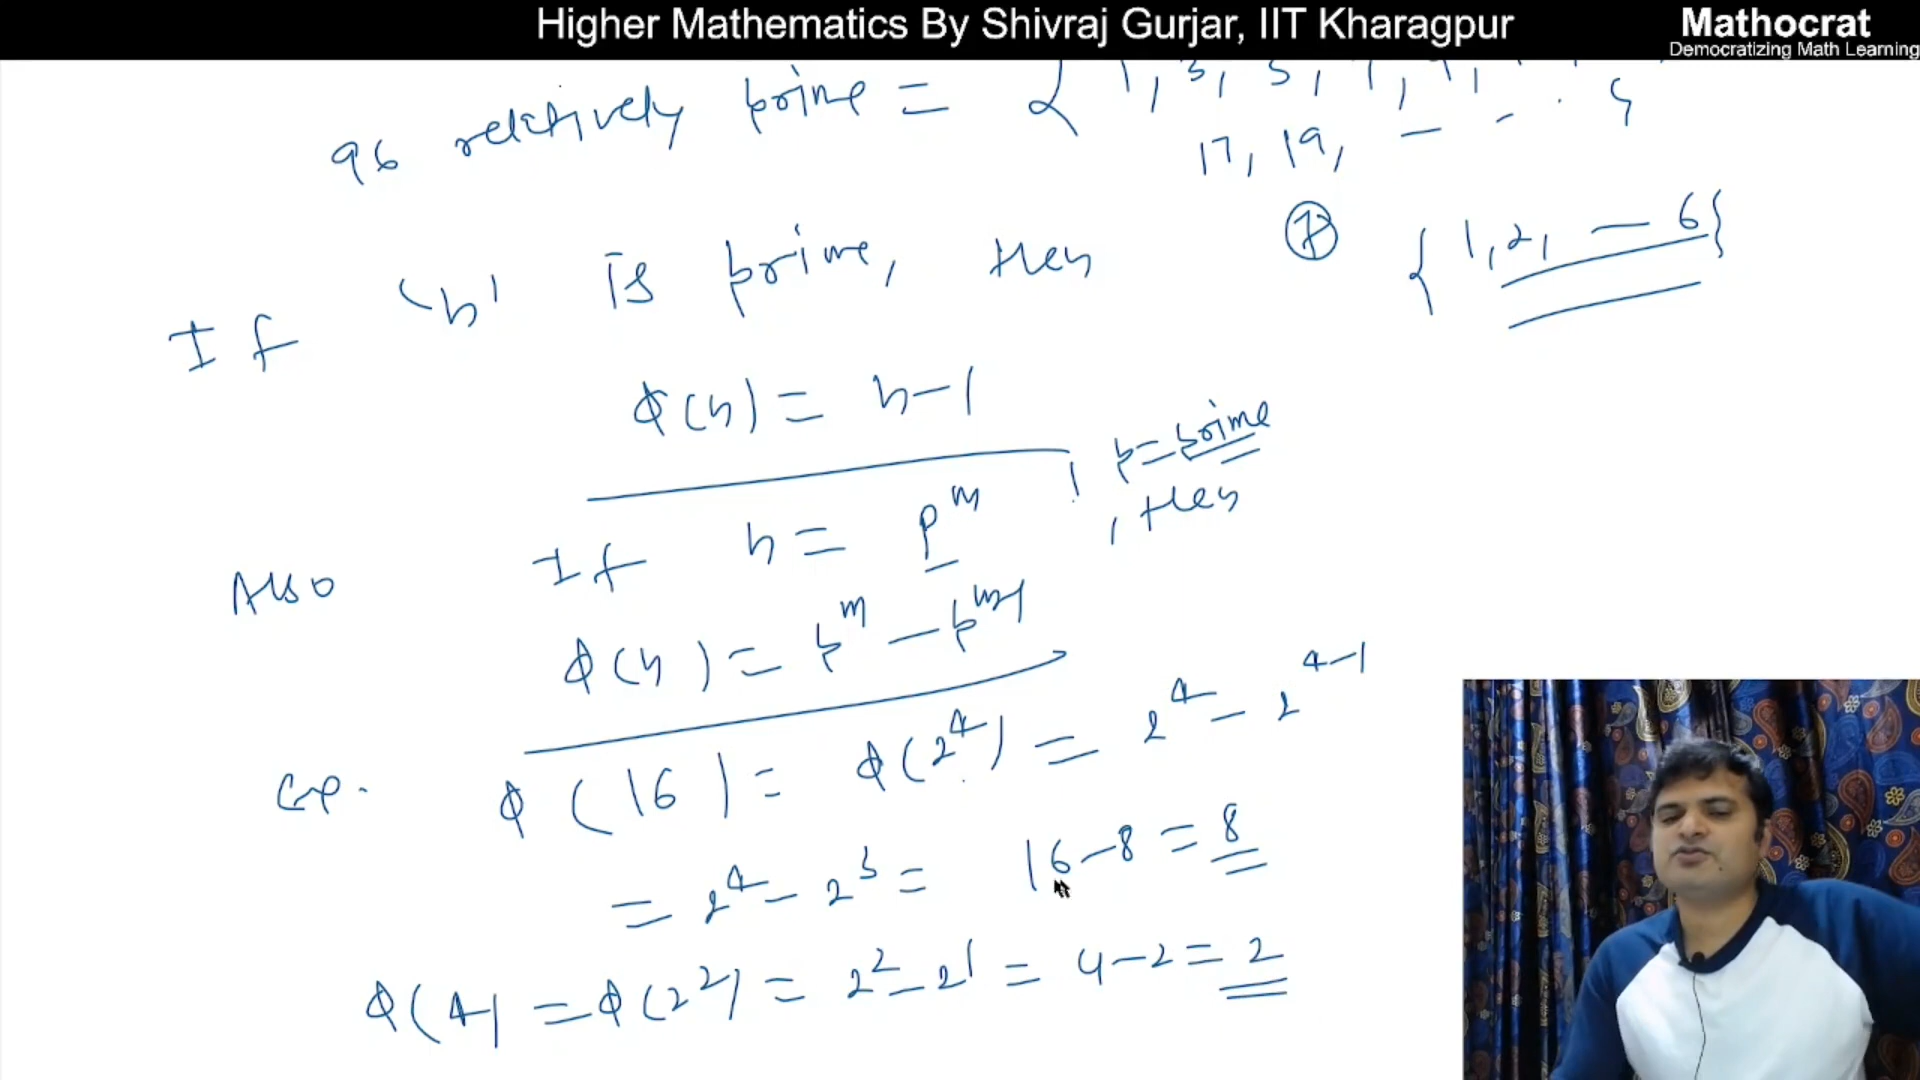 Higher Mathematics By Shivraj Gurjar, IIT Kharagpur
Mathocrat
Democratizing Math Learning
96 relatively prime = { 1, 3, 5, 7,
17, 19, — - . . }
If 'n' is prime, then
⑦ { 1, 2, — 6}
φ(n) = n-1
Also If n = p^m , p = prime
, then
φ(n) = p^m - p^m-1
Exp. φ(16) = φ(2^4) = 2^4 - 2^4-1
= 2^4 - 2^3 = 16-8 = 8
φ(4) = φ(2^2) = 2^2 - 2^1 = 4-2 = 2